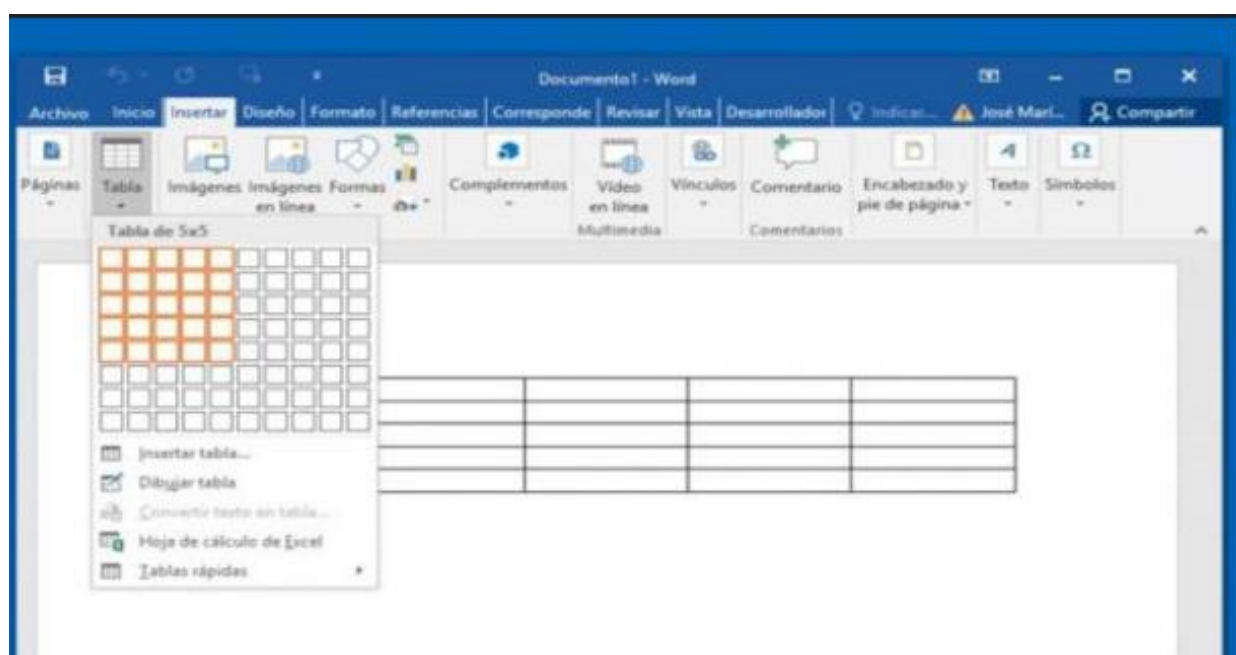 Documento1 - Word
Archivo Inicio Insertar Diseño Formato Referencias Corresponde Revisar Vista Desarrollador Indicar... José Marí... Compartir
Páginas Tabla Imágenes Imágenes en línea Formas Complementos Vídeo en línea Vínculos Comentario Encabezado y pie de página Texto Símbolos
Multimedia Comentarios
Tabla de 5x5
Insertar tabla...
Dibujar tabla
Convertir texto en tabla...
Hoja de cálculo de Excel
Tablas rápidas